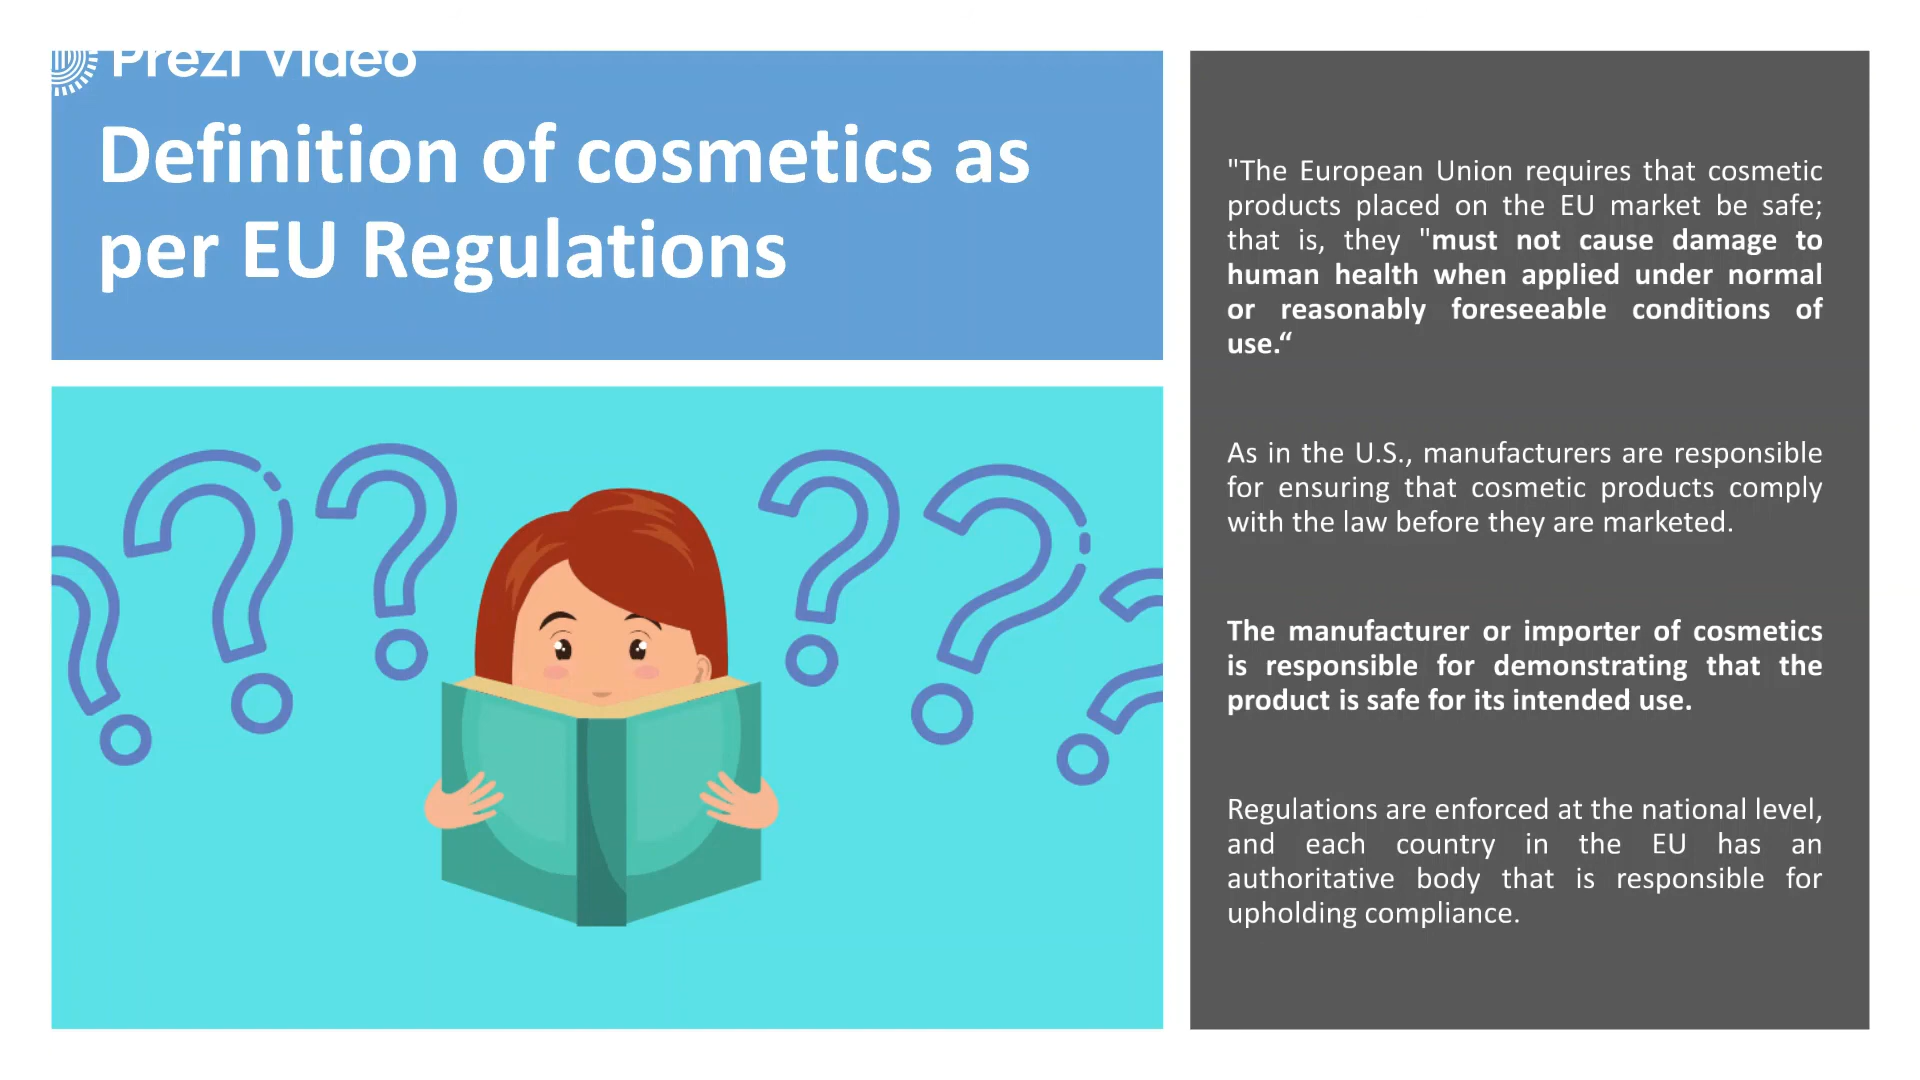 Prezi Video
Definition of cosmetics as
per EU Regulations
"The European Union requires that cosmetic
products placed on the EU market be safe;
that is, they "must not cause damage to
human health when applied under normal
or reasonably foreseeable conditions of
use.“
As in the U.S., manufacturers are responsible
for ensuring that cosmetic products comply
with the law before they are marketed.
The manufacturer or importer of cosmetics
is responsible for demonstrating that the
product is safe for its intended use.
Regulations are enforced at the national level,
and each country in the EU has an
authoritative body that is responsible for
upholding compliance.